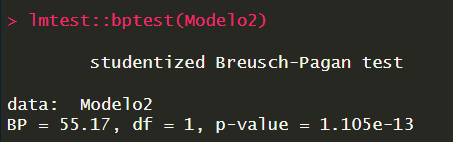 > lmtest::bptest(Modelo2)
studentized Breusch-Pagan test
data:  Modelo2
BP = 55.17, df = 1, p-value = 1.105e-13